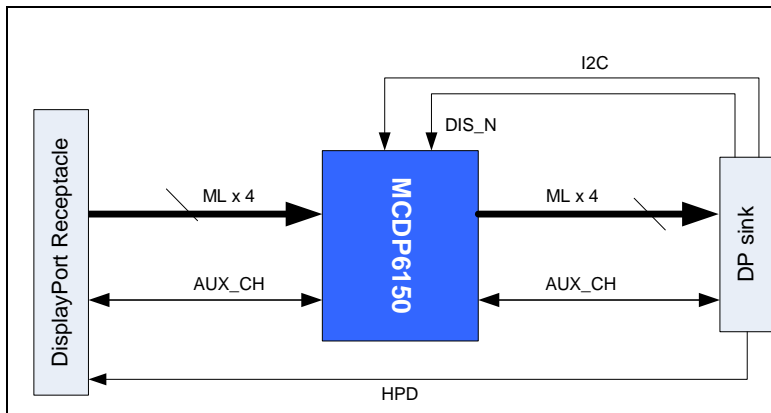 I2C
DIS_N
DisplayPort Receptacle
ML x 4
MCDP6150
ML x 4
DP sink
AUX_CH
AUX_CH
HPD